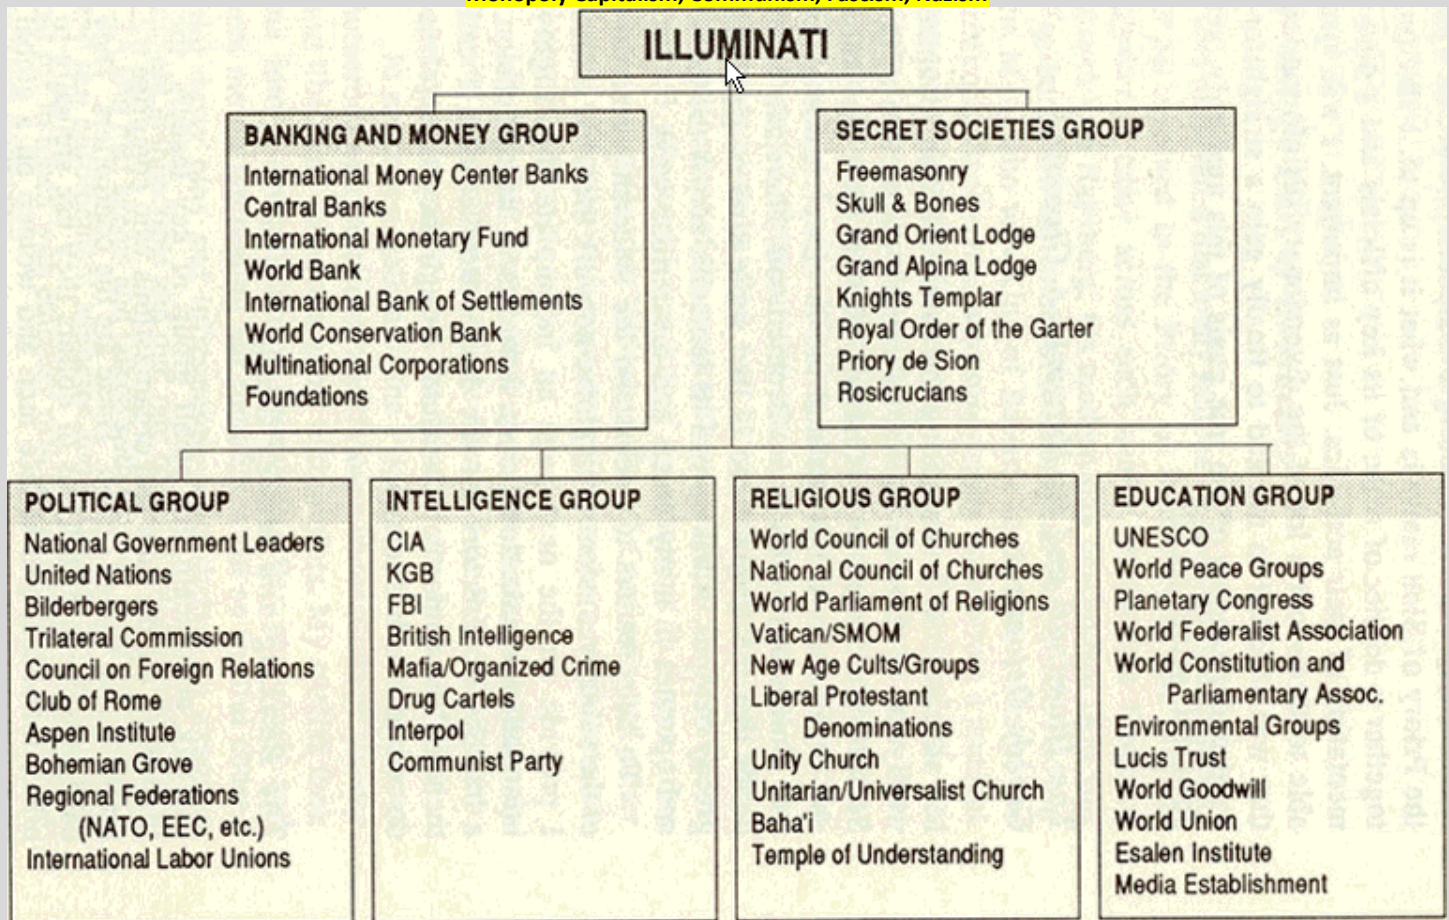 Monopoly Capitalism, Communism, Fascism, Nazism
ILLUMINATI
BANKING AND MONEY GROUP
International Money Center Banks
Central Banks
International Monetary Fund
World Bank
International Bank of Settlements
World Conservation Bank
Multinational Corporations
Foundations
SECRET SOCIETIES GROUP
Freemasonry
Skull & Bones
Grand Orient Lodge
Grand Alpina Lodge
Knights Templar
Royal Order of the Garter
Priory de Sion
Rosicrucians
POLITICAL GROUP
National Government Leaders
United Nations
Bilderbergers
Trilateral Commission
Council on Foreign Relations
Club of Rome
Aspen Institute
Bohemian Grove
Regional Federations
(NATO, EEC, etc.)
International Labor Unions
INTELLIGENCE GROUP
CIA
KGB
FBI
British Intelligence
Mafia/Organized Crime
Drug Cartels
Interpol
Communist Party
RELIGIOUS GROUP
World Council of Churches
National Council of Churches
World Parliament of Religions
Vatican/SMOM
New Age Cults/Groups
Liberal Protestant
Denominations
Unity Church
Unitarian/Universalist Church
Baha'i
Temple of Understanding
EDUCATION GROUP
UNESCO
World Peace Groups
Planetary Congress
World Federalist Association
World Constitution and
Parliamentary Assoc.
Environmental Groups
Lucis Trust
World Goodwill
World Union
Esalen Institute
Media Establishment